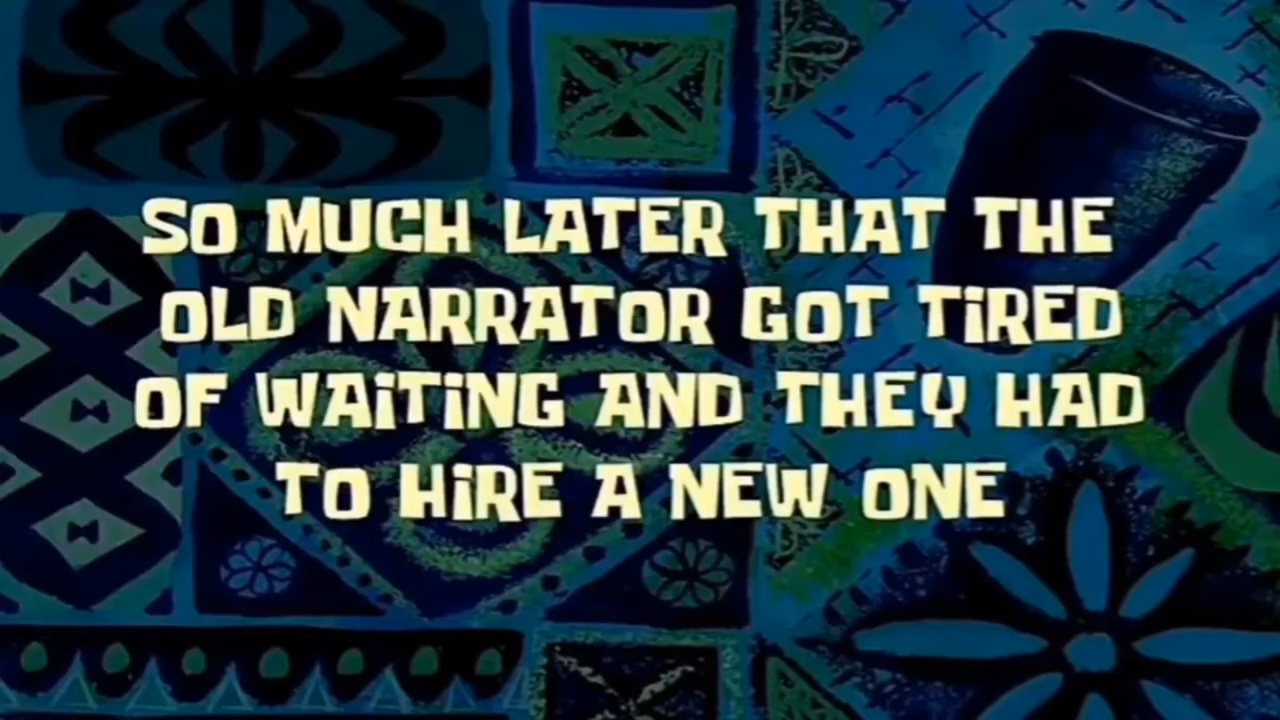 SO MUCH LATER THAT THE
OLD NARRATOR GOT TiRED
OF WAiTiNG AND THEY HAD
TO HiRE A NEW ONE